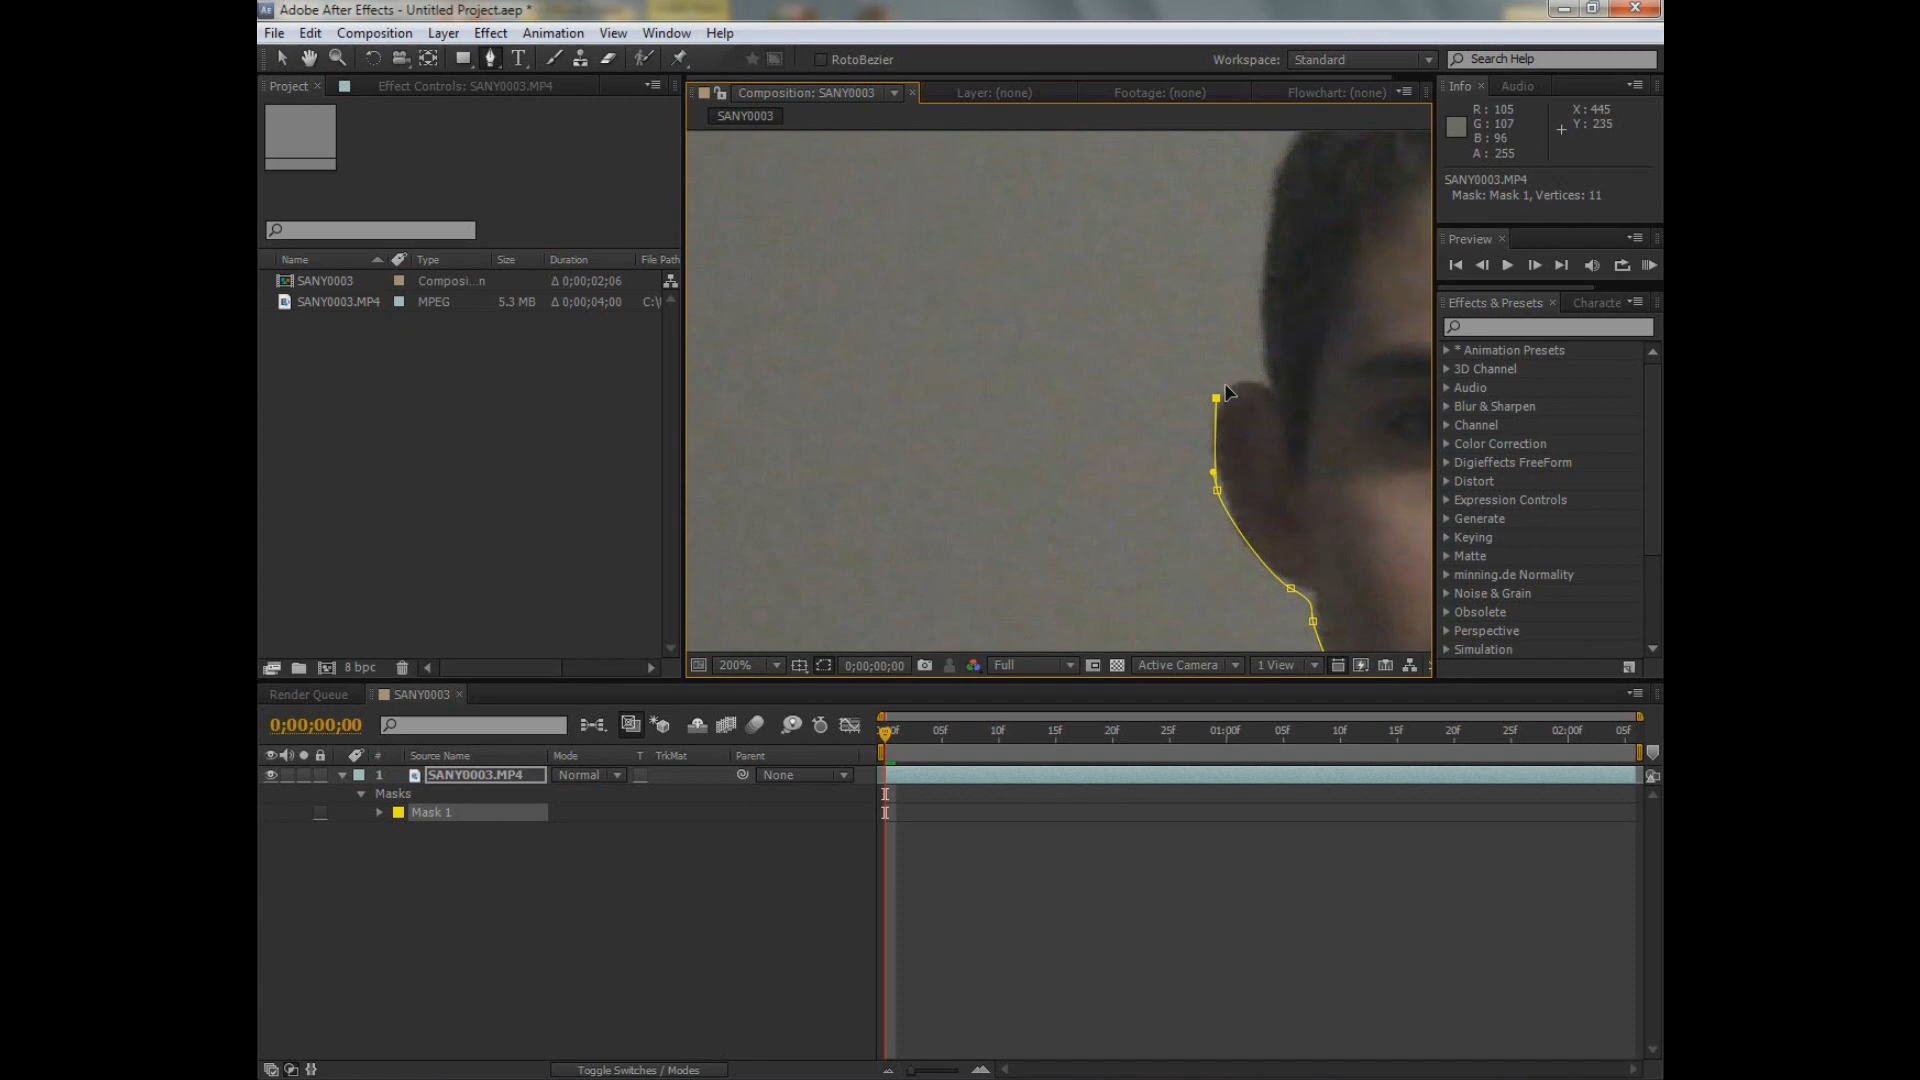 Adobe After Effects - Untitled Project.aep *
File Edit Composition Layer Effect Animation View Window Help
RotoBezier Workspace: Standard Search Help
Project Effect Controls: SANY0003.MP4
Composition: SANY0003 Layer: (none) Footage: (none) Flowchart: (none)
Info Audio
SANY0003
R: 105
G: 107
B: 96
A: 255
X: 445
Y: 235
SANY0003.MP4
Mask: Mask 1, Vertices: 11
Preview
Name Type Size Duration File Path
SANY0003 Composi...n Δ 0;00;02;06
SANY0003.MP4 MPEG 5.3 MB Δ 0;00;04;00 C:\
Effects & Presets Characte
* Animation Presets
3D Channel
Audio
Blur & Sharpen
Channel
Color Correction
Digieffects FreeForm
Distort
Expression Controls
Generate
Keying
Matte
minning.de Normality
Noise & Grain
Obsolete
Perspective
Simulation
8 bpc
200% 0;00;00;00 Full Active Camera 1 View
Render Queue SANY0003
0;00;00;00
05f 10f 15f 20f 25f 01:00f 05f 10f 15f 20f 25f 02:00f 05f
# Source Name Mode T TrkMat Parent
1 SANY0003.MP4 Normal None
Masks
Mask 1
Toggle Switches / Modes